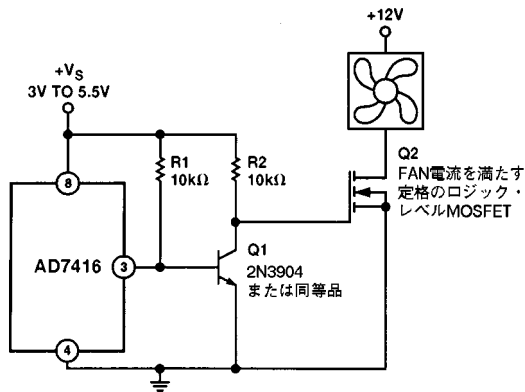 +12V
+VS
3V TO 5.5V
R1
10kΩ
R2
10kΩ
Q2
FAN電流を満たす
定格のロジック・
レベルMOSFET
8
AD7416
3
Q1
2N3904
または同等品
4